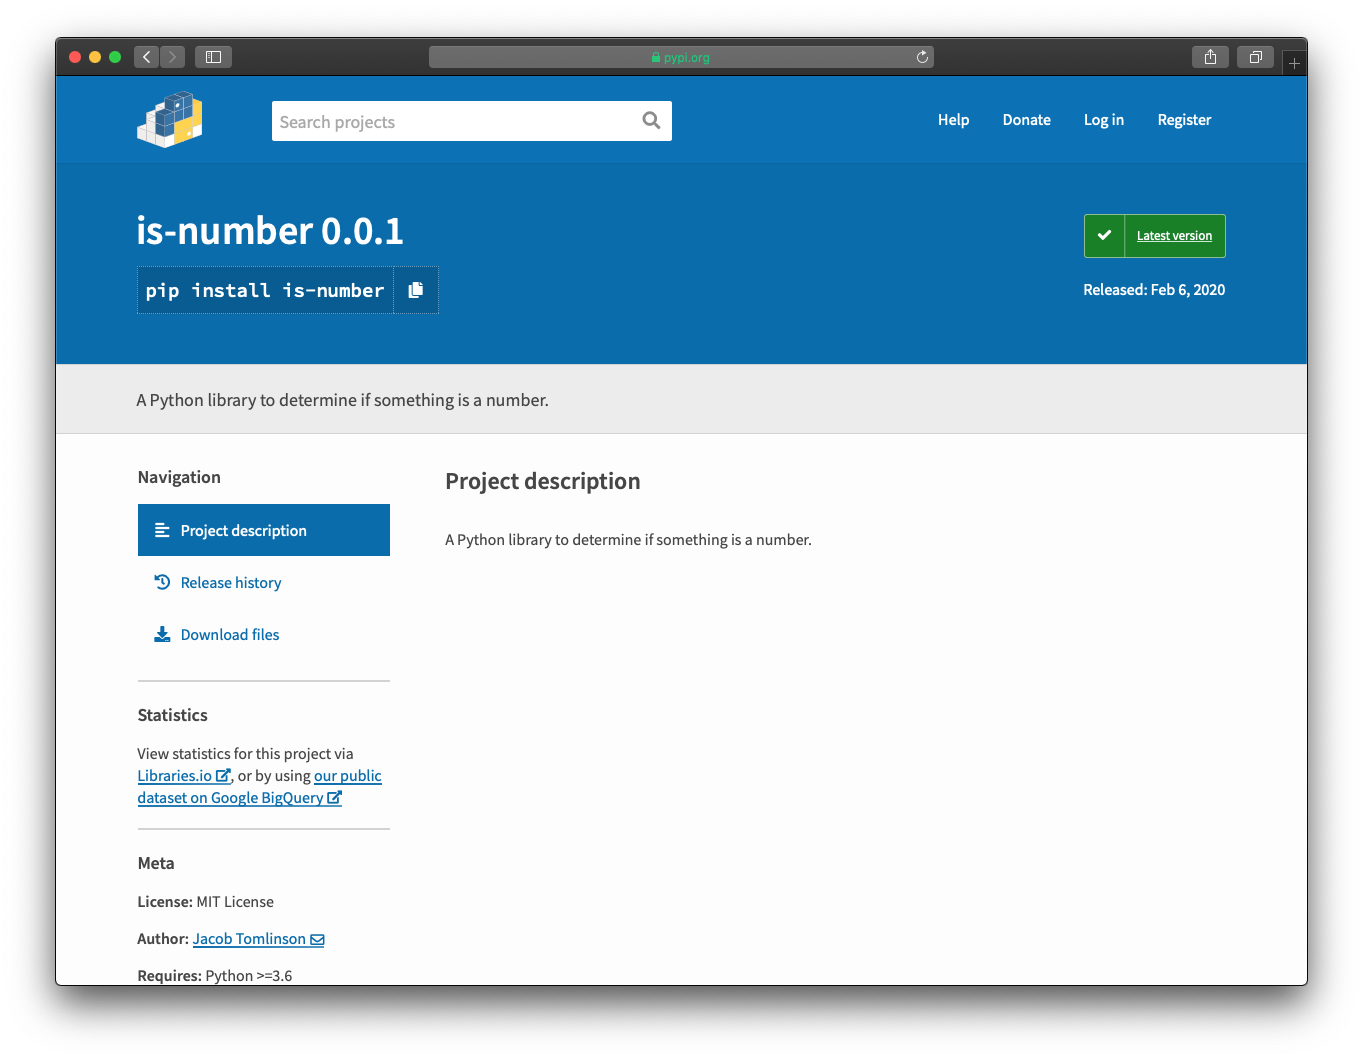 pypi.org
Search projects
Help
Donate
Log in
Register
is-number 0.0.1
pip install is-number
Latest version
Released: Feb 6, 2020
A Python library to determine if something is a number.
Navigation
Project description
Release history
Download files
Statistics
View statistics for this project via
Libraries.io, or by using our public
dataset on Google BigQuery
Meta
License: MIT License
Author: Jacob Tomlinson
Requires: Python >=3.6
Project description
A Python library to determine if something is a number.